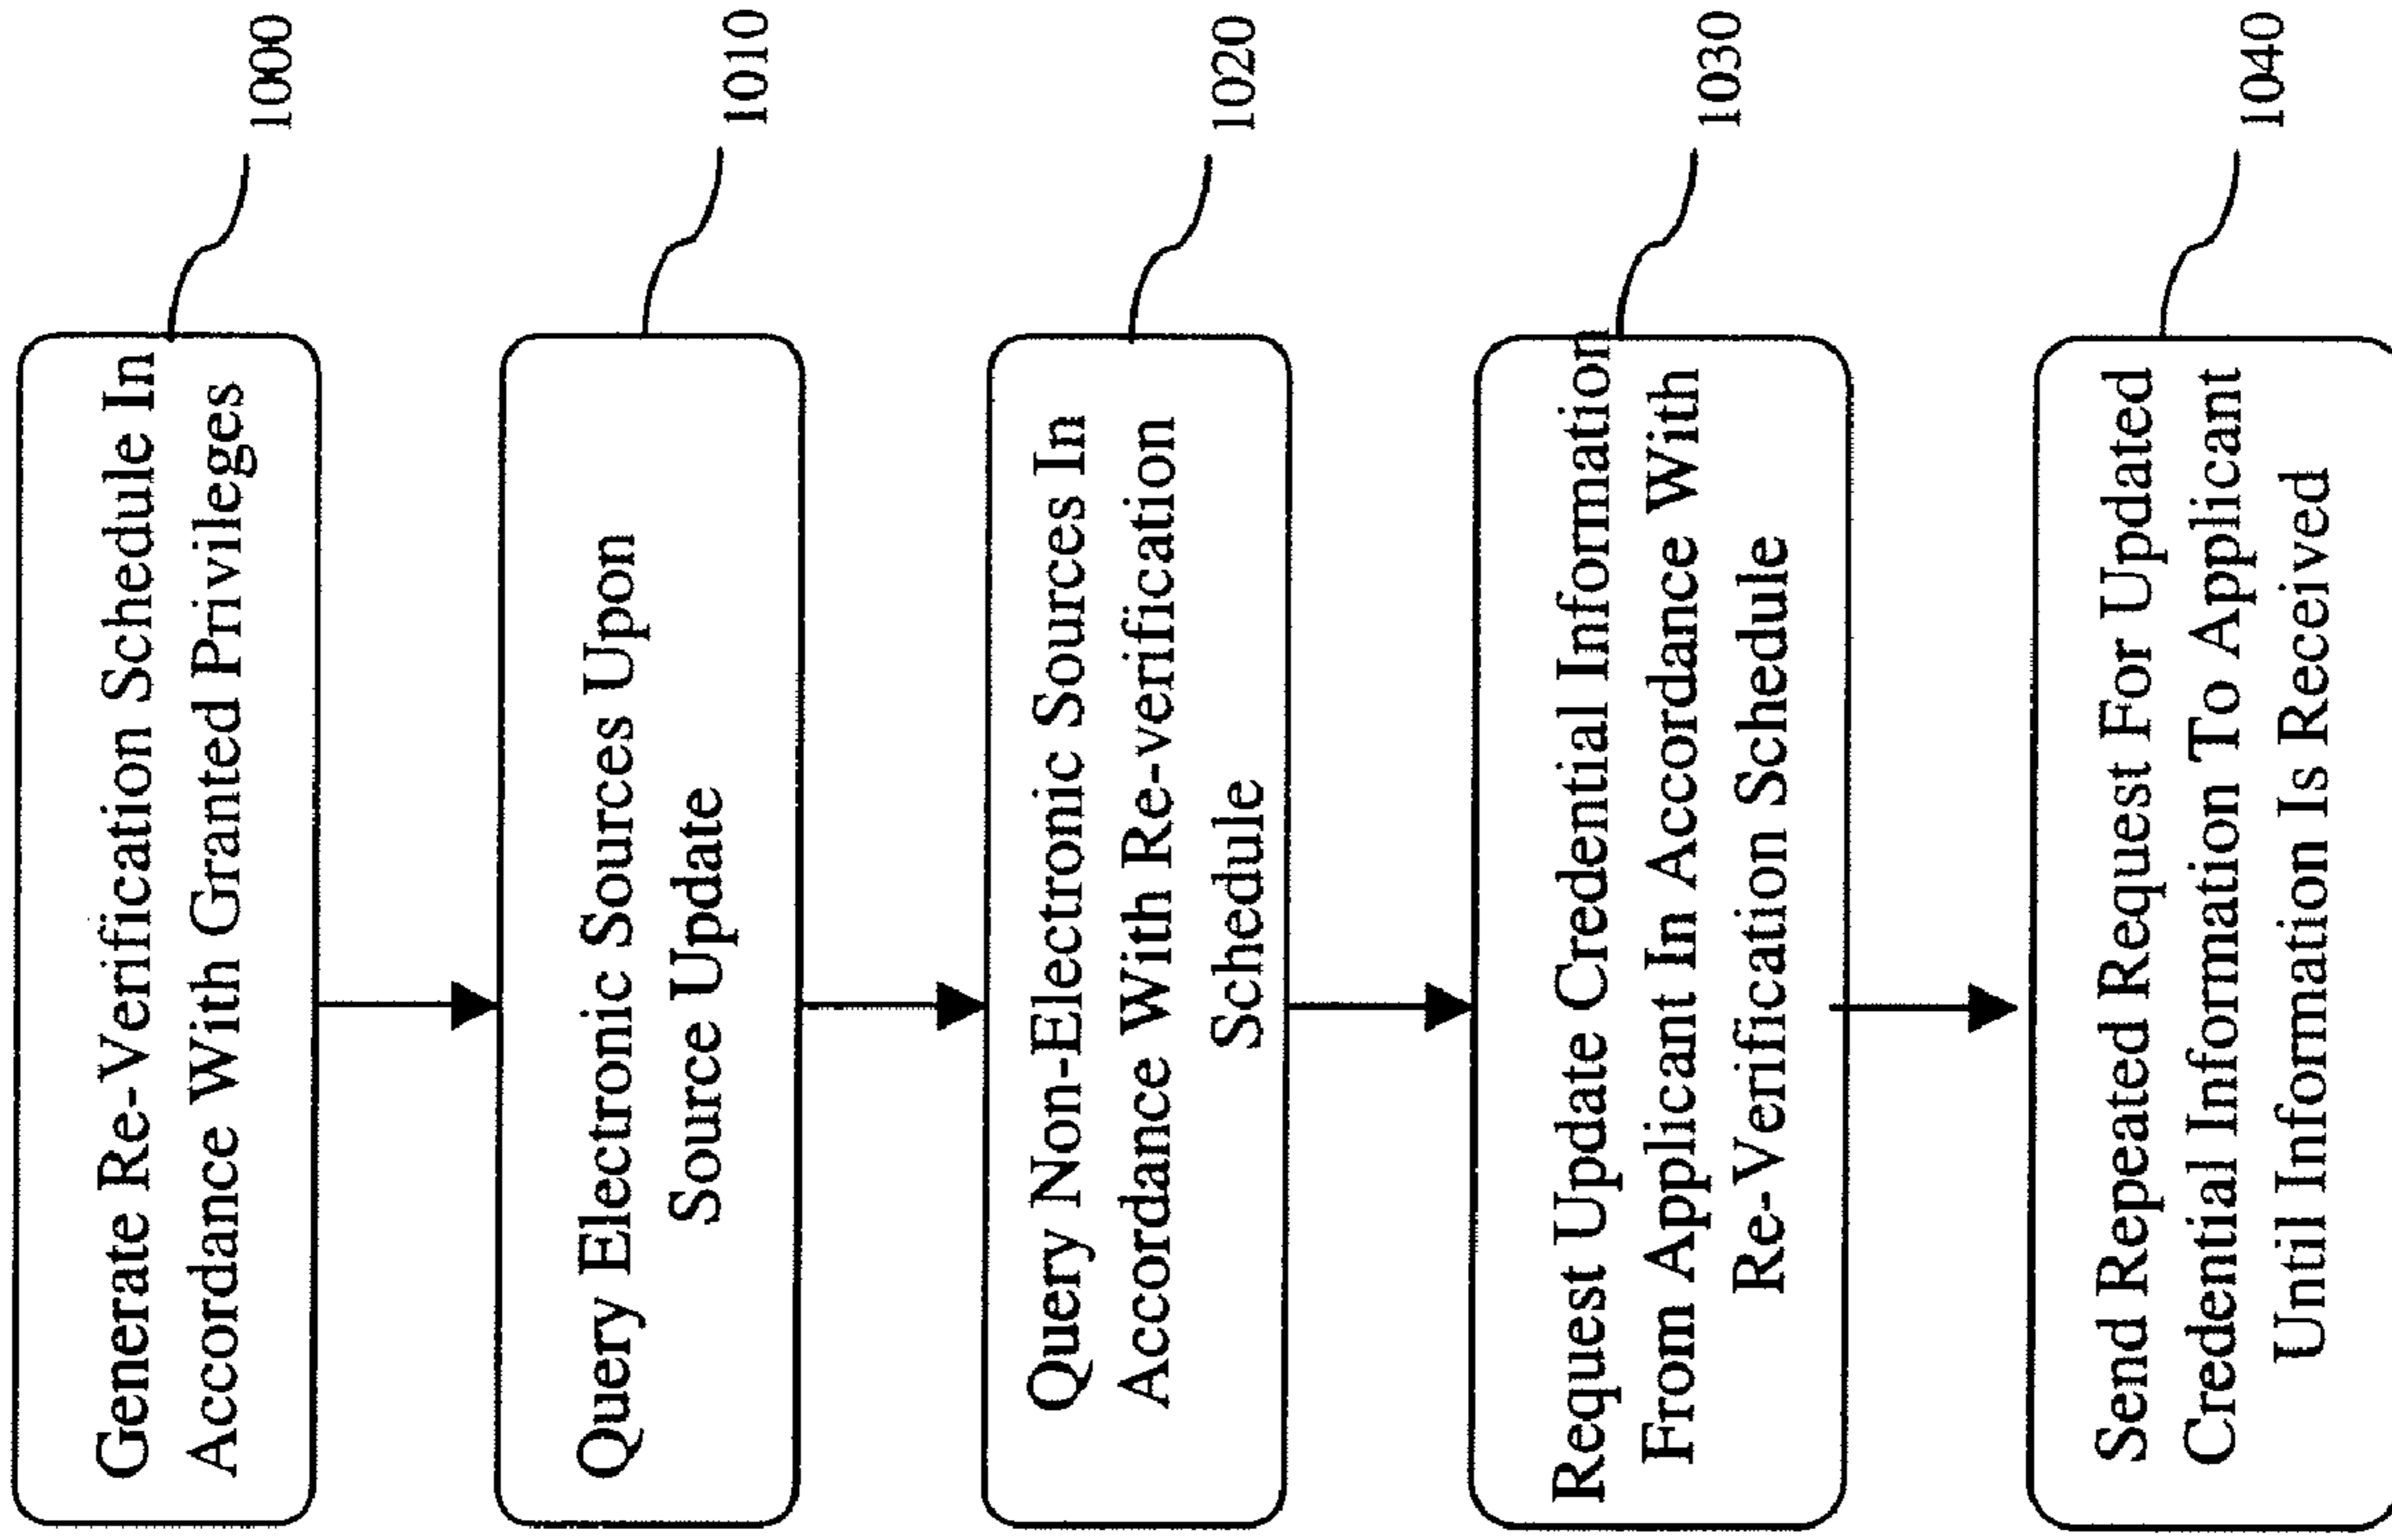 Generate Re-Verification Schedule In
Accordance With Granted Privileges
1000
Query Electronic Sources Upon
Source Update
1010
Query Non-Electronic Sources In
Accordance With Re-verification
Schedule
1020
Request Update Credential Information
From Applicant In Accordance With
Re-Verification Schedule
1030
Send Repeated Request For Updated
Credential Information To Applicant
Until Information Is Received
1040